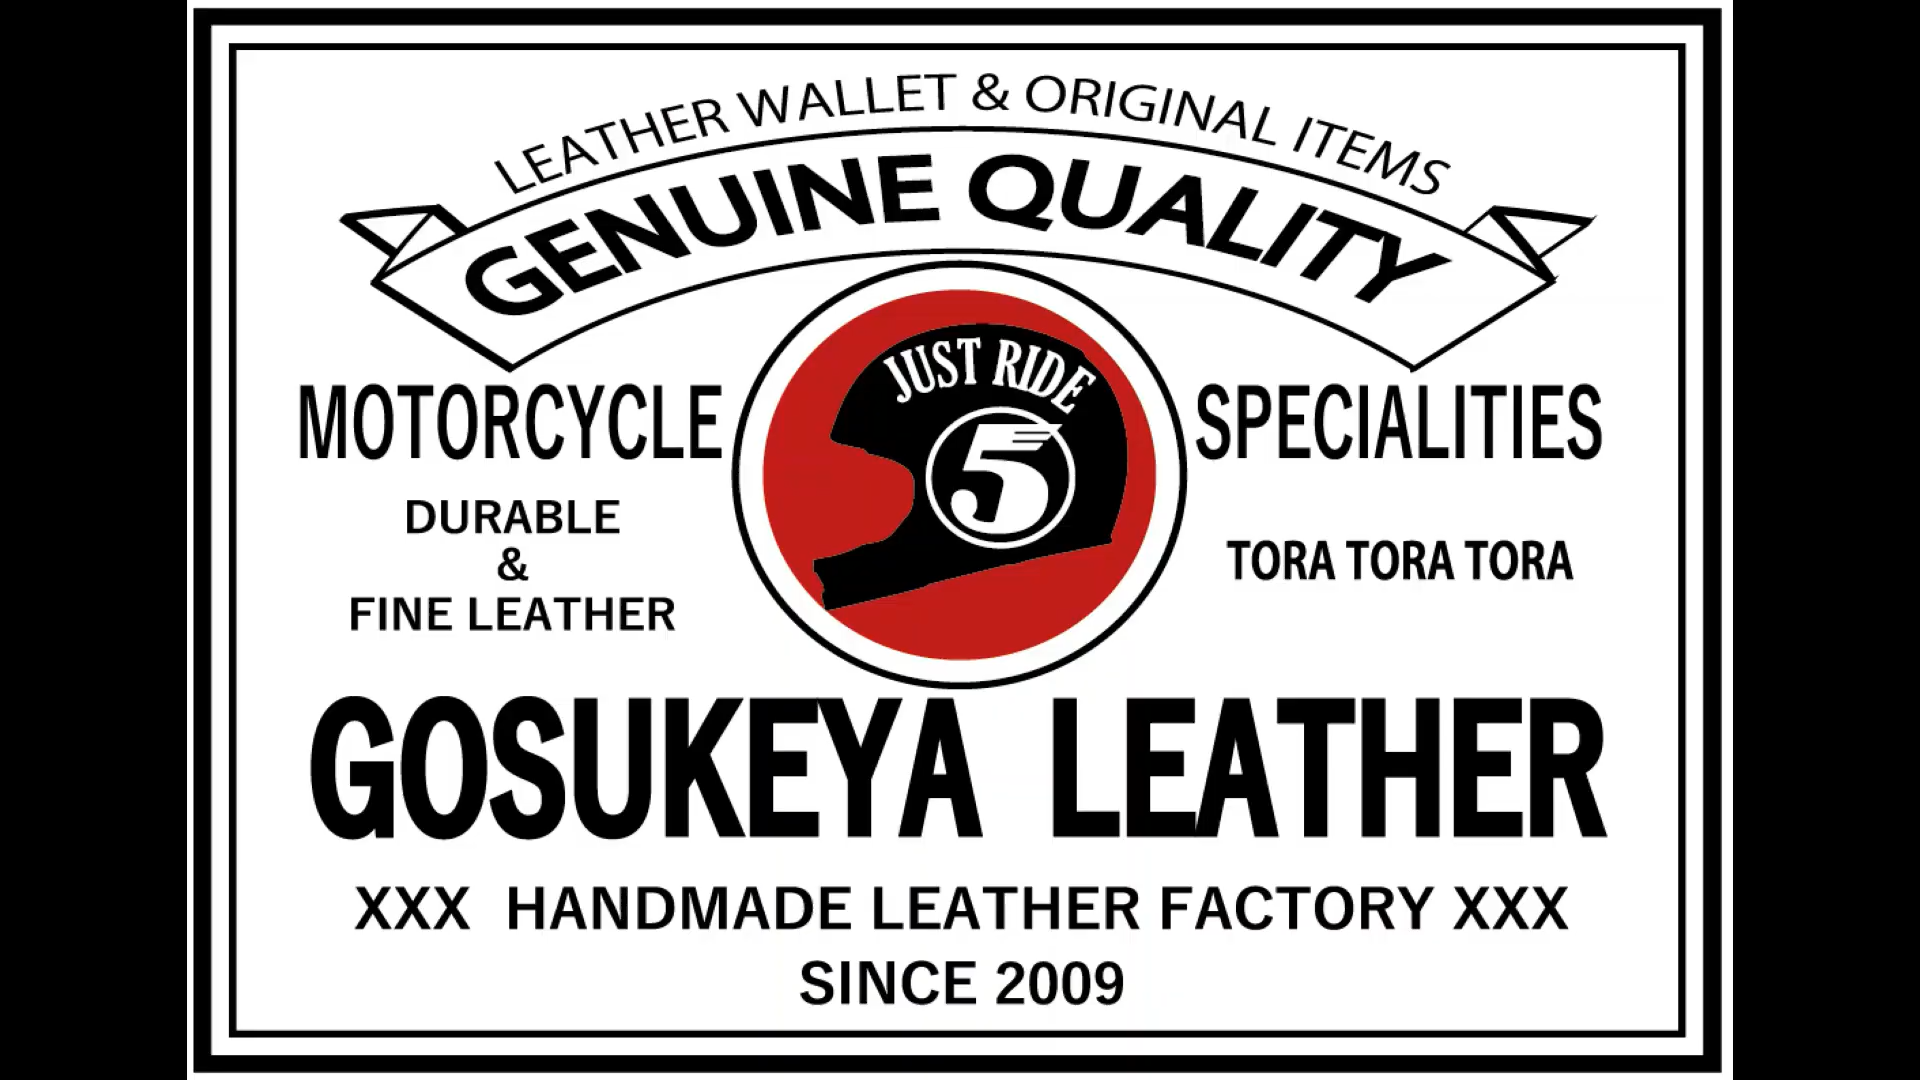 LEATHER WALLET & ORIGINAL ITEMS
GENUINE QUALITY
JUST RIDE
5
MOTORCYCLE
SPECIALITIES
DURABLE
&
FINE LEATHER
TORA TORA TORA
GOSUKEYA LEATHER
XXX HANDMADE LEATHER FACTORY XXX
SINCE 2009